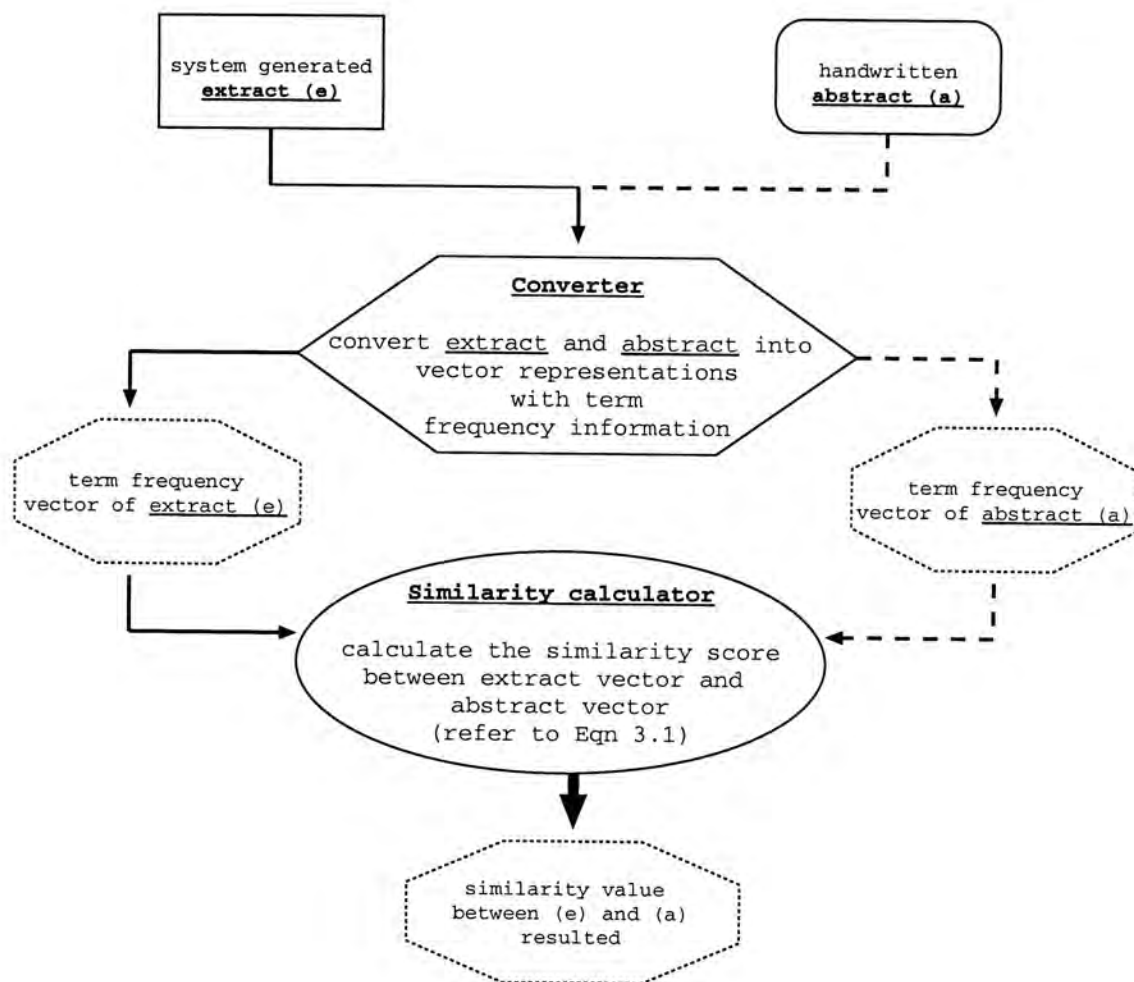 system generated
extract (e)
handwritten
abstract (a)
Converter
convert extract and abstract into
vector representations
with term
frequency information
term frequency
vector of extract (e)
term frequency
vector of abstract (a)
Similarity calculator
calculate the similarity score
between extract vector and
abstract vector
(refer to Eqn 3.1)
similarity value
between (e) and (a)
resulted